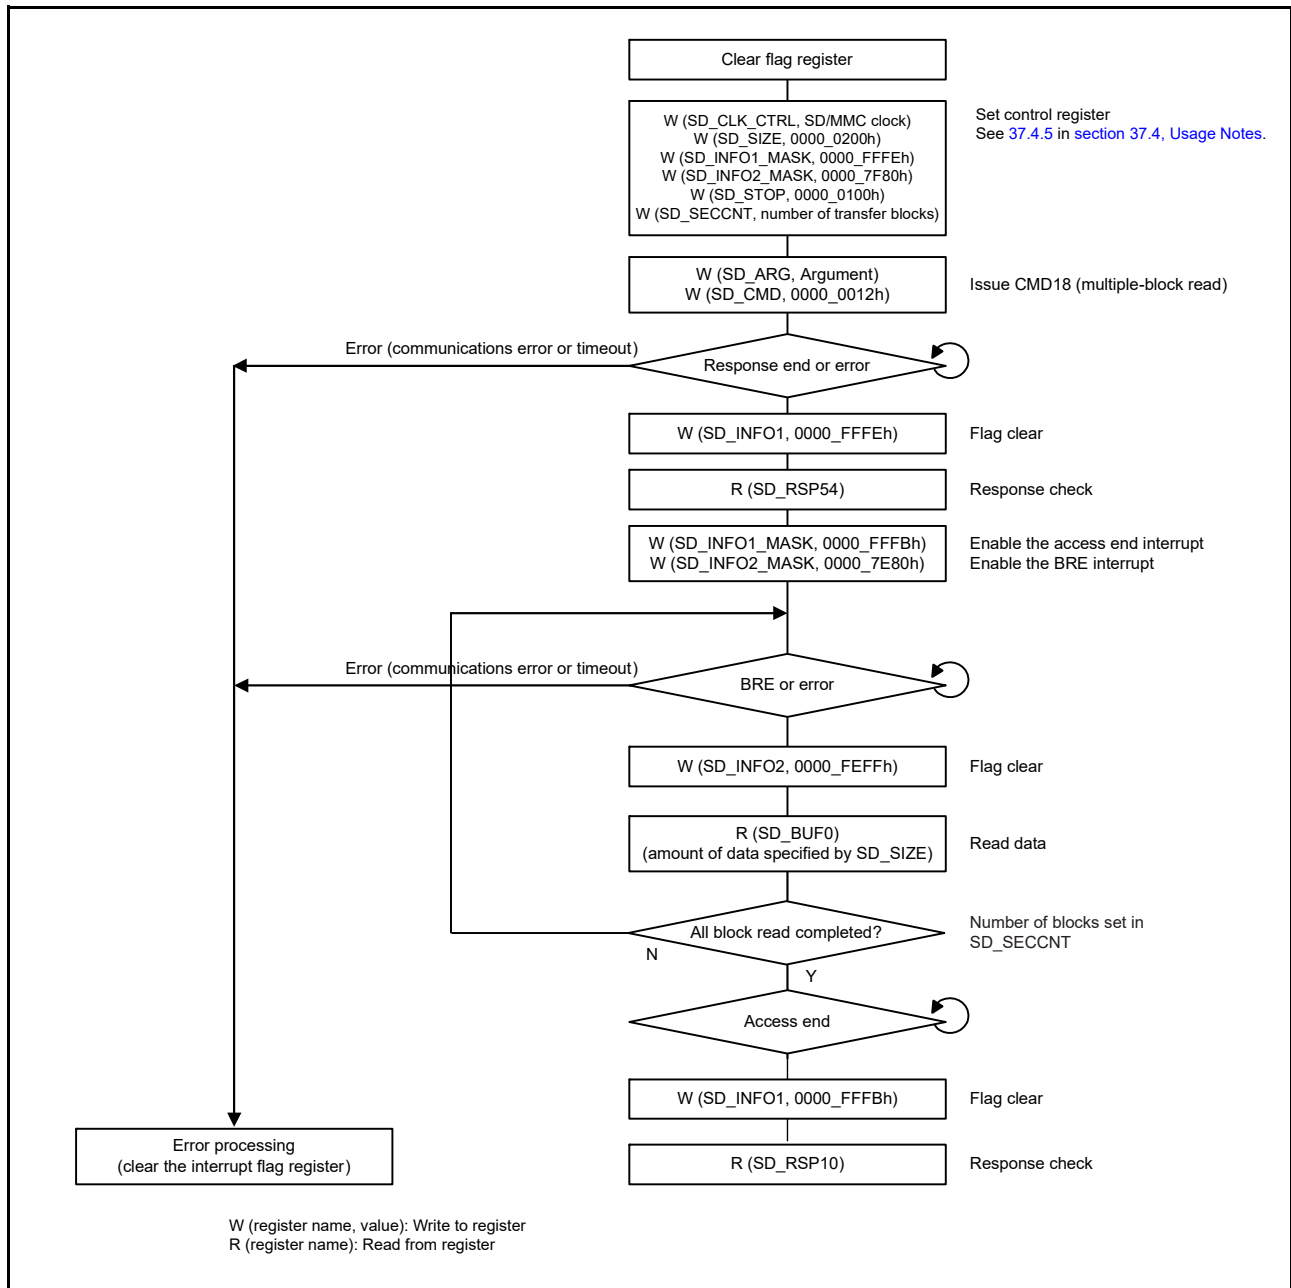 Clear flag register
W (SD_CLK_CTRL, SD/MMC clock)
W (SD_SIZE, 0000_0200h)
W (SD_INFO1_MASK, 0000_FFFEh)
W (SD_INFO2_MASK, 0000_7F80h)
W (SD_STOP, 0000_0100h)
W (SD_SECCNT, number of transfer blocks)
Set control register
See 37.4.5 in section 37.4, Usage Notes.
W (SD_ARG, Argument)
W (SD_CMD, 0000_0012h)
Issue CMD18 (multiple-block read)
Error (communications error or timeout)
Response end or error
W (SD_INFO1, 0000_FFFEh)
Flag clear
R (SD_RSP54)
Response check
W (SD_INFO1_MASK, 0000_FFFBh)
W (SD_INFO2_MASK, 0000_7E80h)
Enable the access end interrupt
Enable the BRE interrupt
Error (communications error or timeout)
BRE or error
W (SD_INFO2, 0000_FEFFh)
Flag clear
R (SD_BUF0)
(amount of data specified by SD_SIZE)
Read data
All block read completed?
Number of blocks set in
SD_SECCNT
N
Y
Access end
W (SD_INFO1, 0000_FFFBh)
Flag clear
Error processing
(clear the interrupt flag register)
R (SD_RSP10)
Response check
W (register name, value): Write to register
R (register name): Read from register